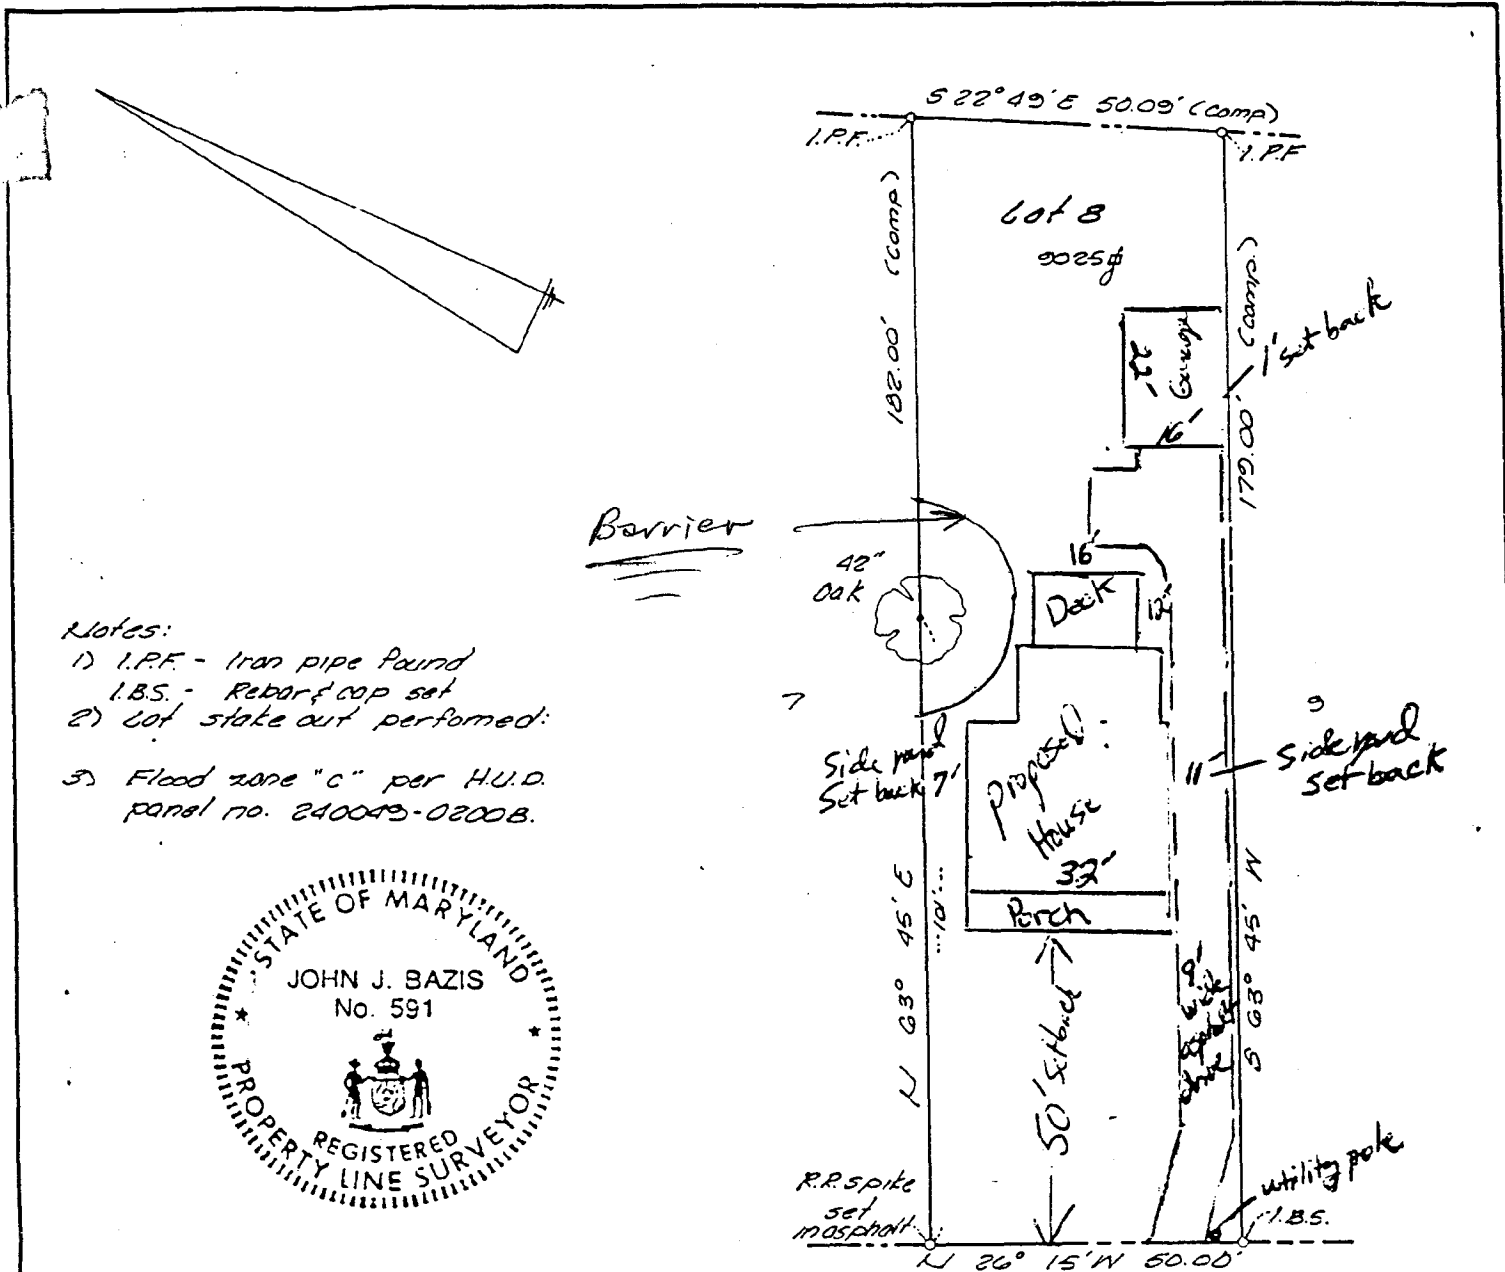 S 22° 49' E 50.09' (comp)
I.P.F.
I.P.F
Lot 8
9025
182.00' (comp)
179.00' (comp)
1' set back
22'
Garage
16'
Barrier
42"
Oak
16'
Deck
12'
Notes:
1) I.P.F. - Iron pipe found
I.B.S. - Rebar & cap set
2) Lot stake out perfomed:
3) Flood zone "c" per H.U.D.
panel no. 240049-0200B.
7
9
Side yard
Set back 7'
Proposed
House
32'
11'
Side yard
set back
Porch
N 63° 45' E
S 63° 45' W
50' Setback
9'
wide
drive
STATE OF MARYLAND
JOHN J. BAZIS
No. 591
REGISTERED
PROPERTY LINE SURVEYOR
R.R. spike
set
in asphalt
utility pole
I.B.S.
N 26° 15' W 50.00'